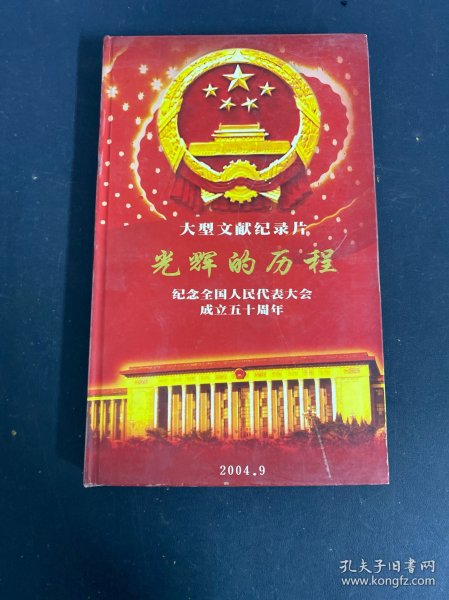 大型文献纪录片
光辉的历程
纪念全国人民代表大会
成立五十周年
2004.9
孔夫子旧书网
www.kongfz.com